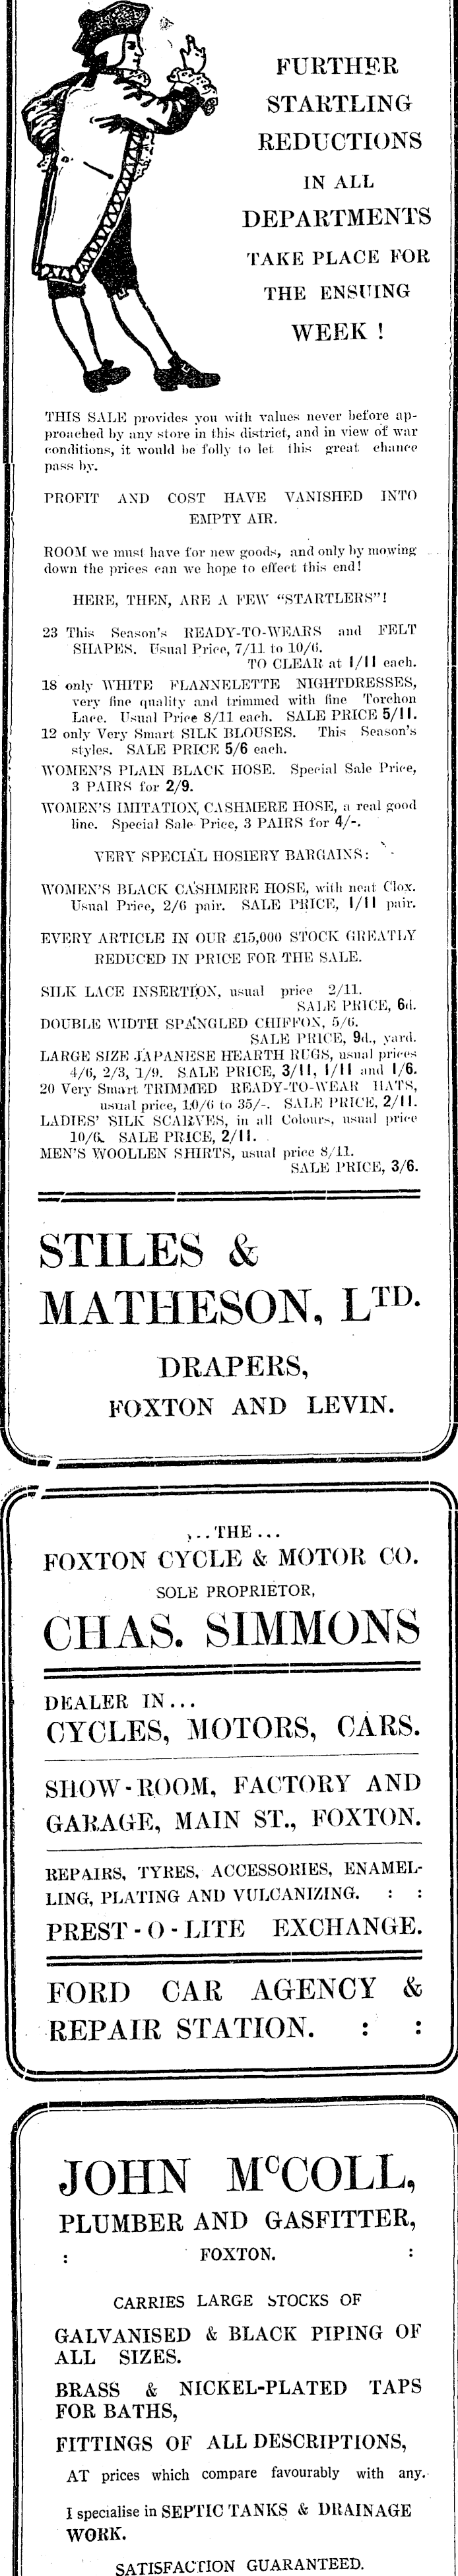 FURTHER
STARTLING
REDUCTIONS
IN ALL
DEPARTMENTS
TAKE PLACE FOR
THE ENSUING
WEEK !
THIS SALE provides you with values never before ap-
proached by any store in this district, and in view of war
conditions, it would be folly to let this great chance
pass by.
PROFIT AND COST HAVE VANISHED INTO
EMPTY AIR.
ROOM we must have for new goods, and only by mowing
down the prices can we hope to effect this end!
HERE, THEN, ARE A FEW "STARTLERS"!
23 This Season's READY-TO-WEARS and FELT
SHAPES. Usual Price, 7/11 to 10/6.
TO CLEAR at 1/11 each.
18 only WHITE FLANNELETTE NIGHTDRESSES,
very fine quality and trimmed with fine Torchon
Lace. Usual Price 8/11 each. SALE PRICE 5/11.
12 only Very Smart SILK BLOUSES. This Season's
styles. SALE PRICE 5/6 each.
WOMEN'S PLAIN BLACK HOSE. Special Sale Price,
3 PAIRS for 2/9.
WOMEN'S IMITATION CASHMERE HOSE, a real good
line. Special Sale Price, 3 PAIRS for 4/-.
VERY SPECIAL HOSIERY BARGAINS:
WOMEN'S BLACK CASHMERE HOSE, with neat Clox.
Usual Price, 2/6 pair. SALE PRICE, 1/11 pair.
EVERY ARTICLE IN OUR £15,000 STOCK GREATLY
REDUCED IN PRICE FOR THE SALE.
SILK LACE INSERTION, usual price 2/11.
SALE PRICE, 6d.
DOUBLE WIDTH SPANGLED CHIFFON, 5/6.
SALE PRICE, 9d., yard.
LARGE SIZE JAPANESE HEARTH RUGS, usual prices
4/6, 2/3, 1/9. SALE PRICE, 3/11, 1/11 and 1/6.
20 Very Smart TRIMMED READY-TO-WEAR HATS,
usual price, 10/6 to 35/-. SALE PRICE, 2/11.
LADIES' SILK SCARVES, in all Colours, usual price
10/6. SALE PRICE, 2/11.
MEN'S WOOLLEN SHIRTS, usual price 8/11.
SALE PRICE, 3/6.
STILES &
MATHESON, LTD.
DRAPERS,
FOXTON AND LEVIN.
...THE...
FOXTON CYCLE & MOTOR CO.
SOLE PROPRIETOR,
CHAS. SIMMONS
DEALER IN...
CYCLES, MOTORS, CARS.
SHOW-ROOM, FACTORY AND
GARAGE, MAIN ST., FOXTON.
REPAIRS, TYRES, ACCESSORIES, ENAMEL-
LING, PLATING AND VULCANIZING. : :
PREST-O-LITE EXCHANGE.
FORD CAR AGENCY &
REPAIR STATION. : :
JOHN McCOLL,
PLUMBER AND GASFITTER,
: FOXTON. :
CARRIES LARGE STOCKS OF
GALVANISED & BLACK PIPING OF
ALL SIZES.
BRASS & NICKEL-PLATED TAPS
FOR BATHS,
FITTINGS OF ALL DESCRIPTIONS,
AT prices which compare favourably with any.
I specialise in SEPTIC TANKS & DRAINAGE
WORK.
SATISFACTION GUARANTEED.